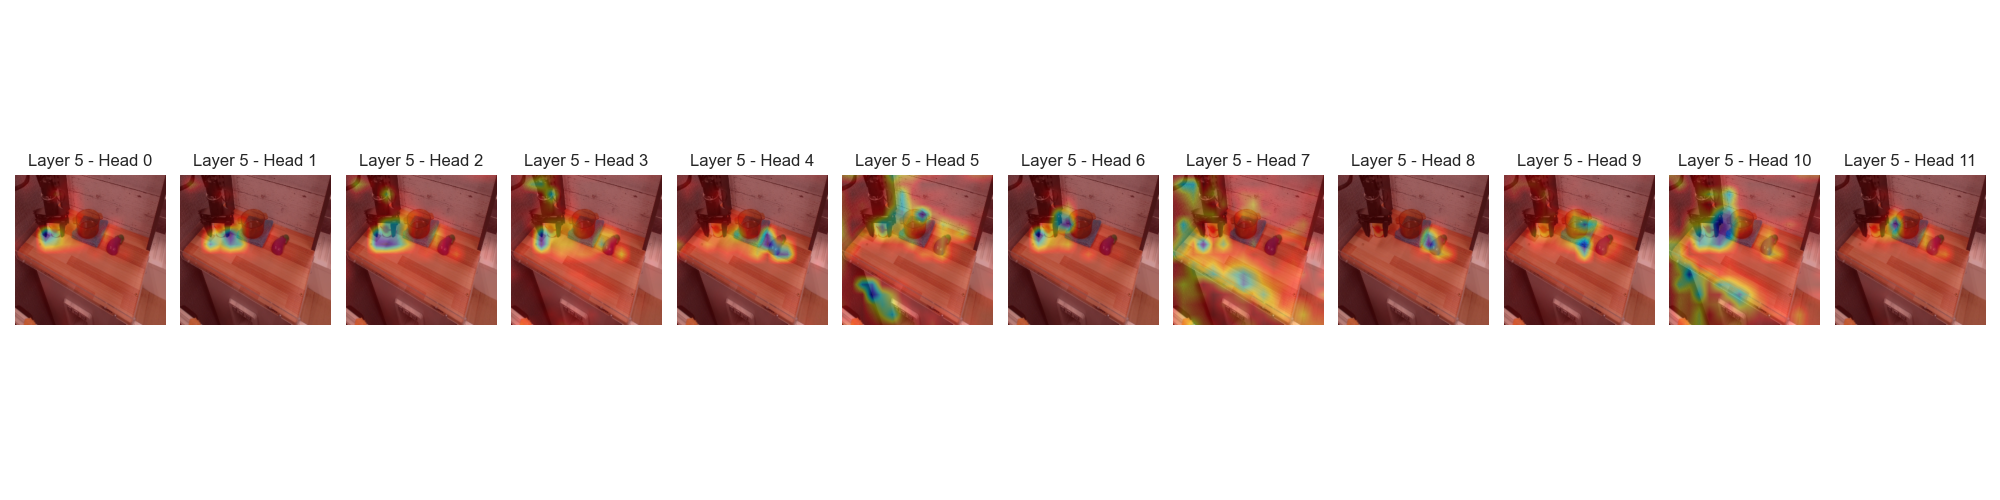 Layer 5 - Head 0
Layer 5 - Head 1
Layer 5 - Head 2
Layer 5 - Head 3
Layer 5 - Head 4
Layer 5 - Head 5
Layer 5 - Head 6
Layer 5 - Head 7
Layer 5 - Head 8
Layer 5 - Head 9
Layer 5 - Head 10
Layer 5 - Head 11